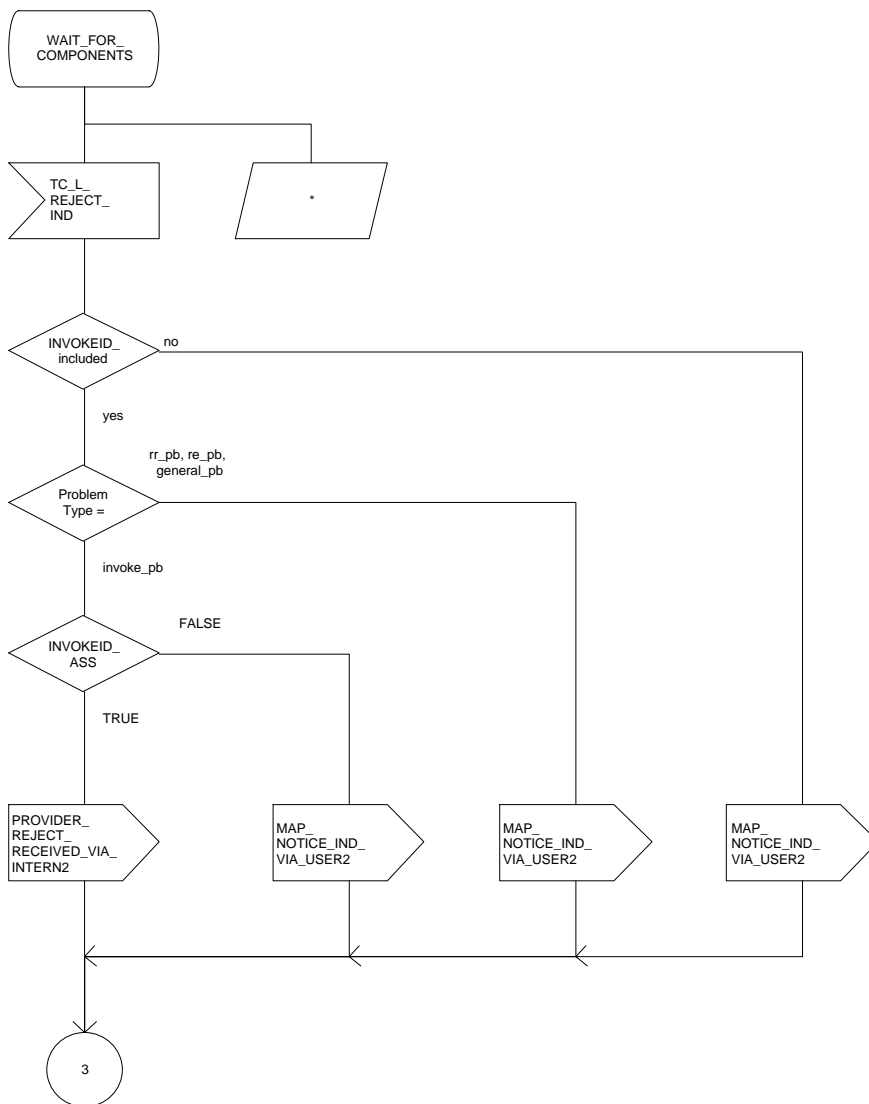 WAIT_FOR_
COMPONENTS
TC_L_
REJECT_
IND
*
INVOKEID_
included
no
yes
rr_pb, re_pb,
general_pb
Problem
Type =
invoke_pb
FALSE
INVOKEID_
ASS
TRUE
PROVIDER_
REJECT_
RECEIVED_VIA_
INTERN2
MAP_
NOTICE_IND_
VIA_USER2
MAP_
NOTICE_IND_
VIA_USER2
MAP_
NOTICE_IND_
VIA_USER2
3